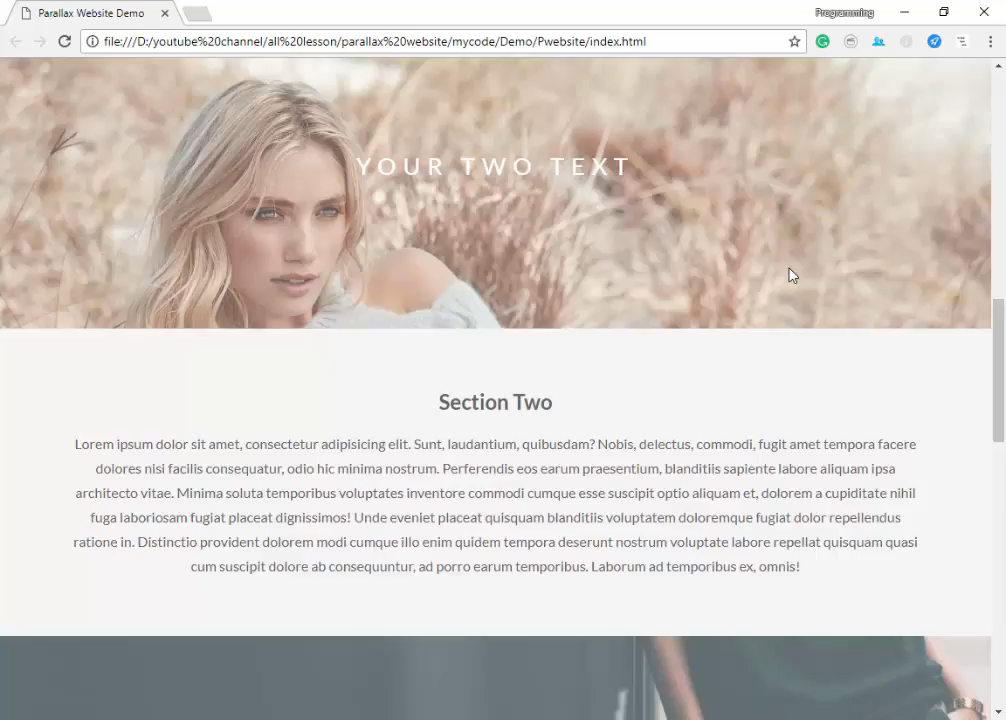 Parallax Website Demo
Programming
file:///D:/youtube%20channel/all%20lesson/parallax%20website/mycode/Demo/Pwebsite/index.html
YOUR TWO TEXT
Section Two
Lorem ipsum dolor sit amet, consectetur adipisicing elit. Sunt, laudantium, quibusdam? Nobis, delectus, commodi, fugit amet tempora facere
dolores nisi facilis consequatur, odio hic minima nostrum. Perferendis eos earum praesentium, blanditiis sapiente labore aliquam ipsa
architecto vitae. Minima soluta temporibus voluptates inventore commodi cumque esse suscipit optio aliquam et, dolorem a cupiditate nihil
fuga laboriosam fugiat placeat dignissimos! Unde eveniet placeat quisquam blanditiis voluptatem doloremque fugiat dolor repellendus
ratione in. Distinctio provident dolorem modi cumque illo enim quidem tempora deserunt nostrum voluptate labore repellat quisquam quasi
cum suscipit dolore ab consequuntur, ad porro earum temporibus. Laborum ad temporibus ex, omnis!